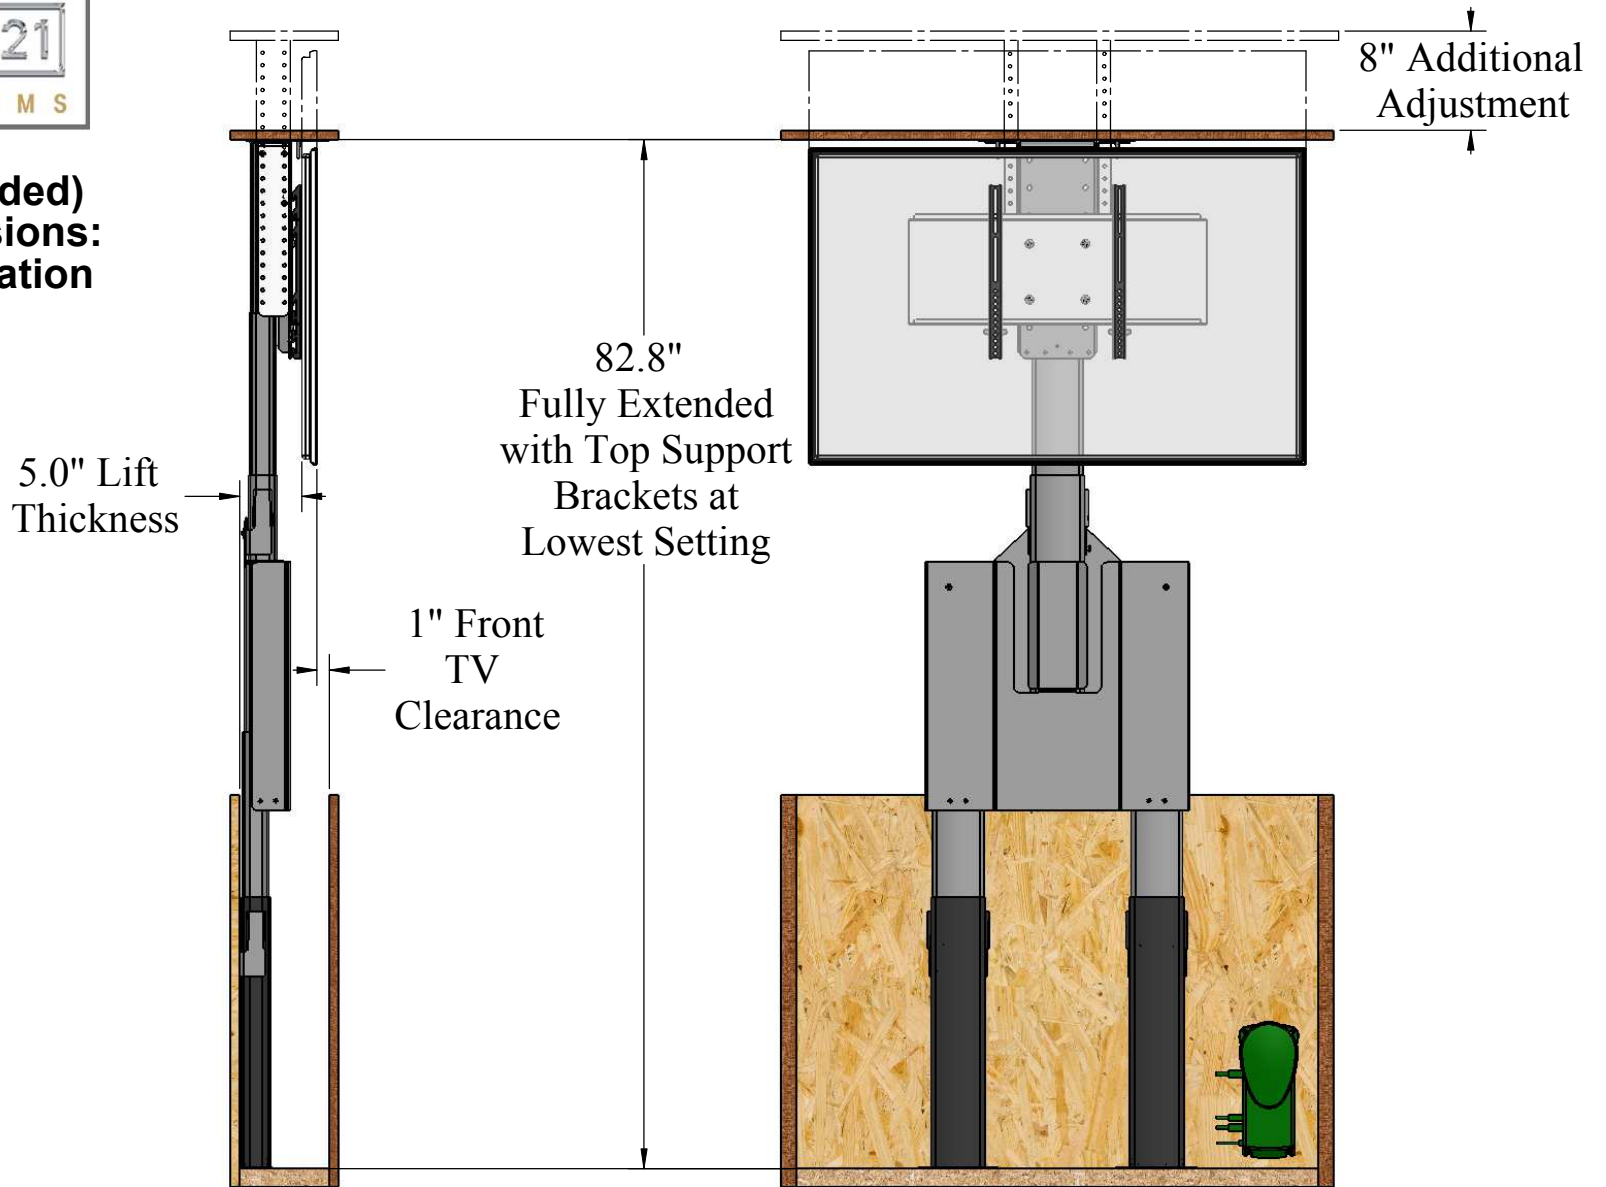 21
M S
ded)
sions:
ation
8" Additional
Adjustment
82.8"
Fully Extended
with Top Support
Brackets at
Lowest Setting
5.0" Lift
Thickness
1" Front
TV
Clearance